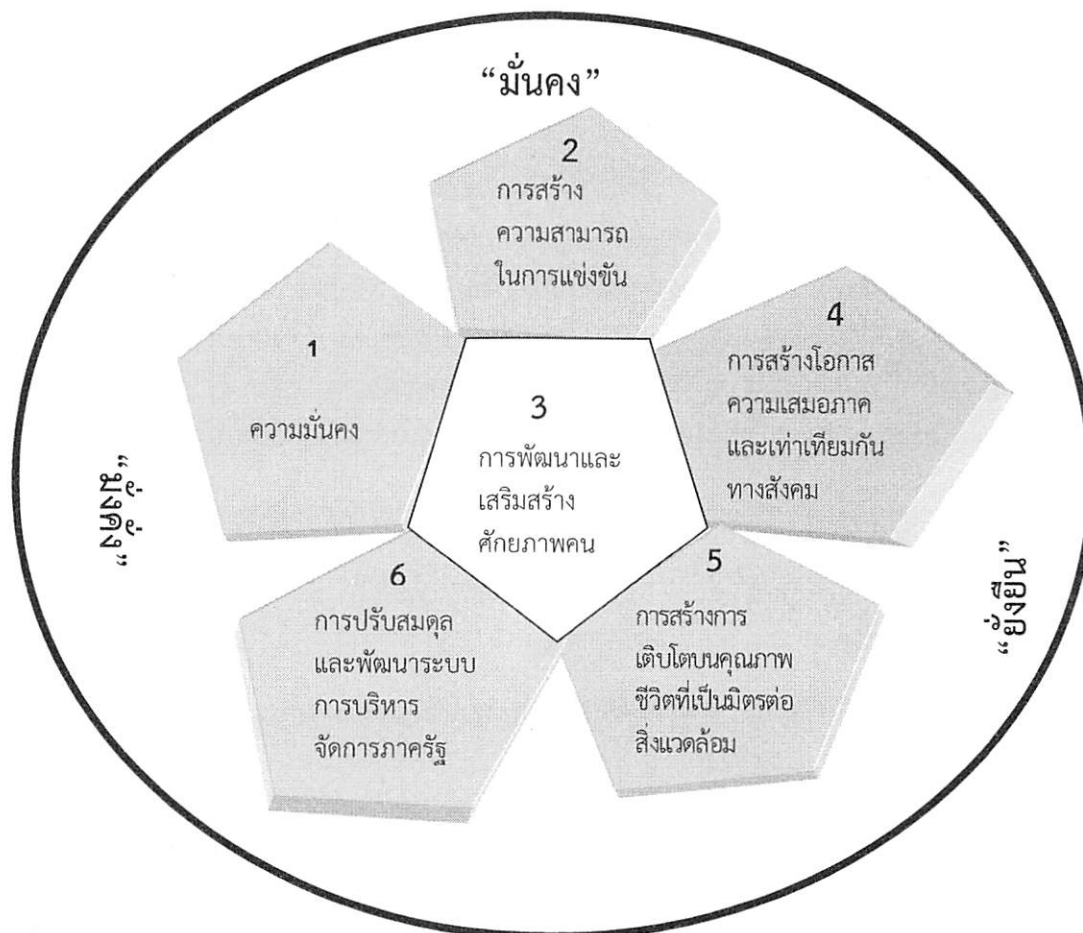 “มั่นคง”
2
การสร้าง
ความสามารถ
ในการแข่งขัน
1
ความมั่นคง
4
การสร้างโอกาส
ความเสมอภาค
และเท่าเทียมกัน
ทางสังคม
3
การพัฒนาและ
เสริมสร้าง
ศักยภาพคน
“มั่งคั่ง”
6
การปรับสมดุล
และพัฒนาระบบ
การบริหาร
จัดการภาครัฐ
5
การสร้างการ
เติบโตบนคุณภาพ
ชีวิตที่เป็นมิตรต่อ
สิ่งแวดล้อม
“ยั่งยืน”